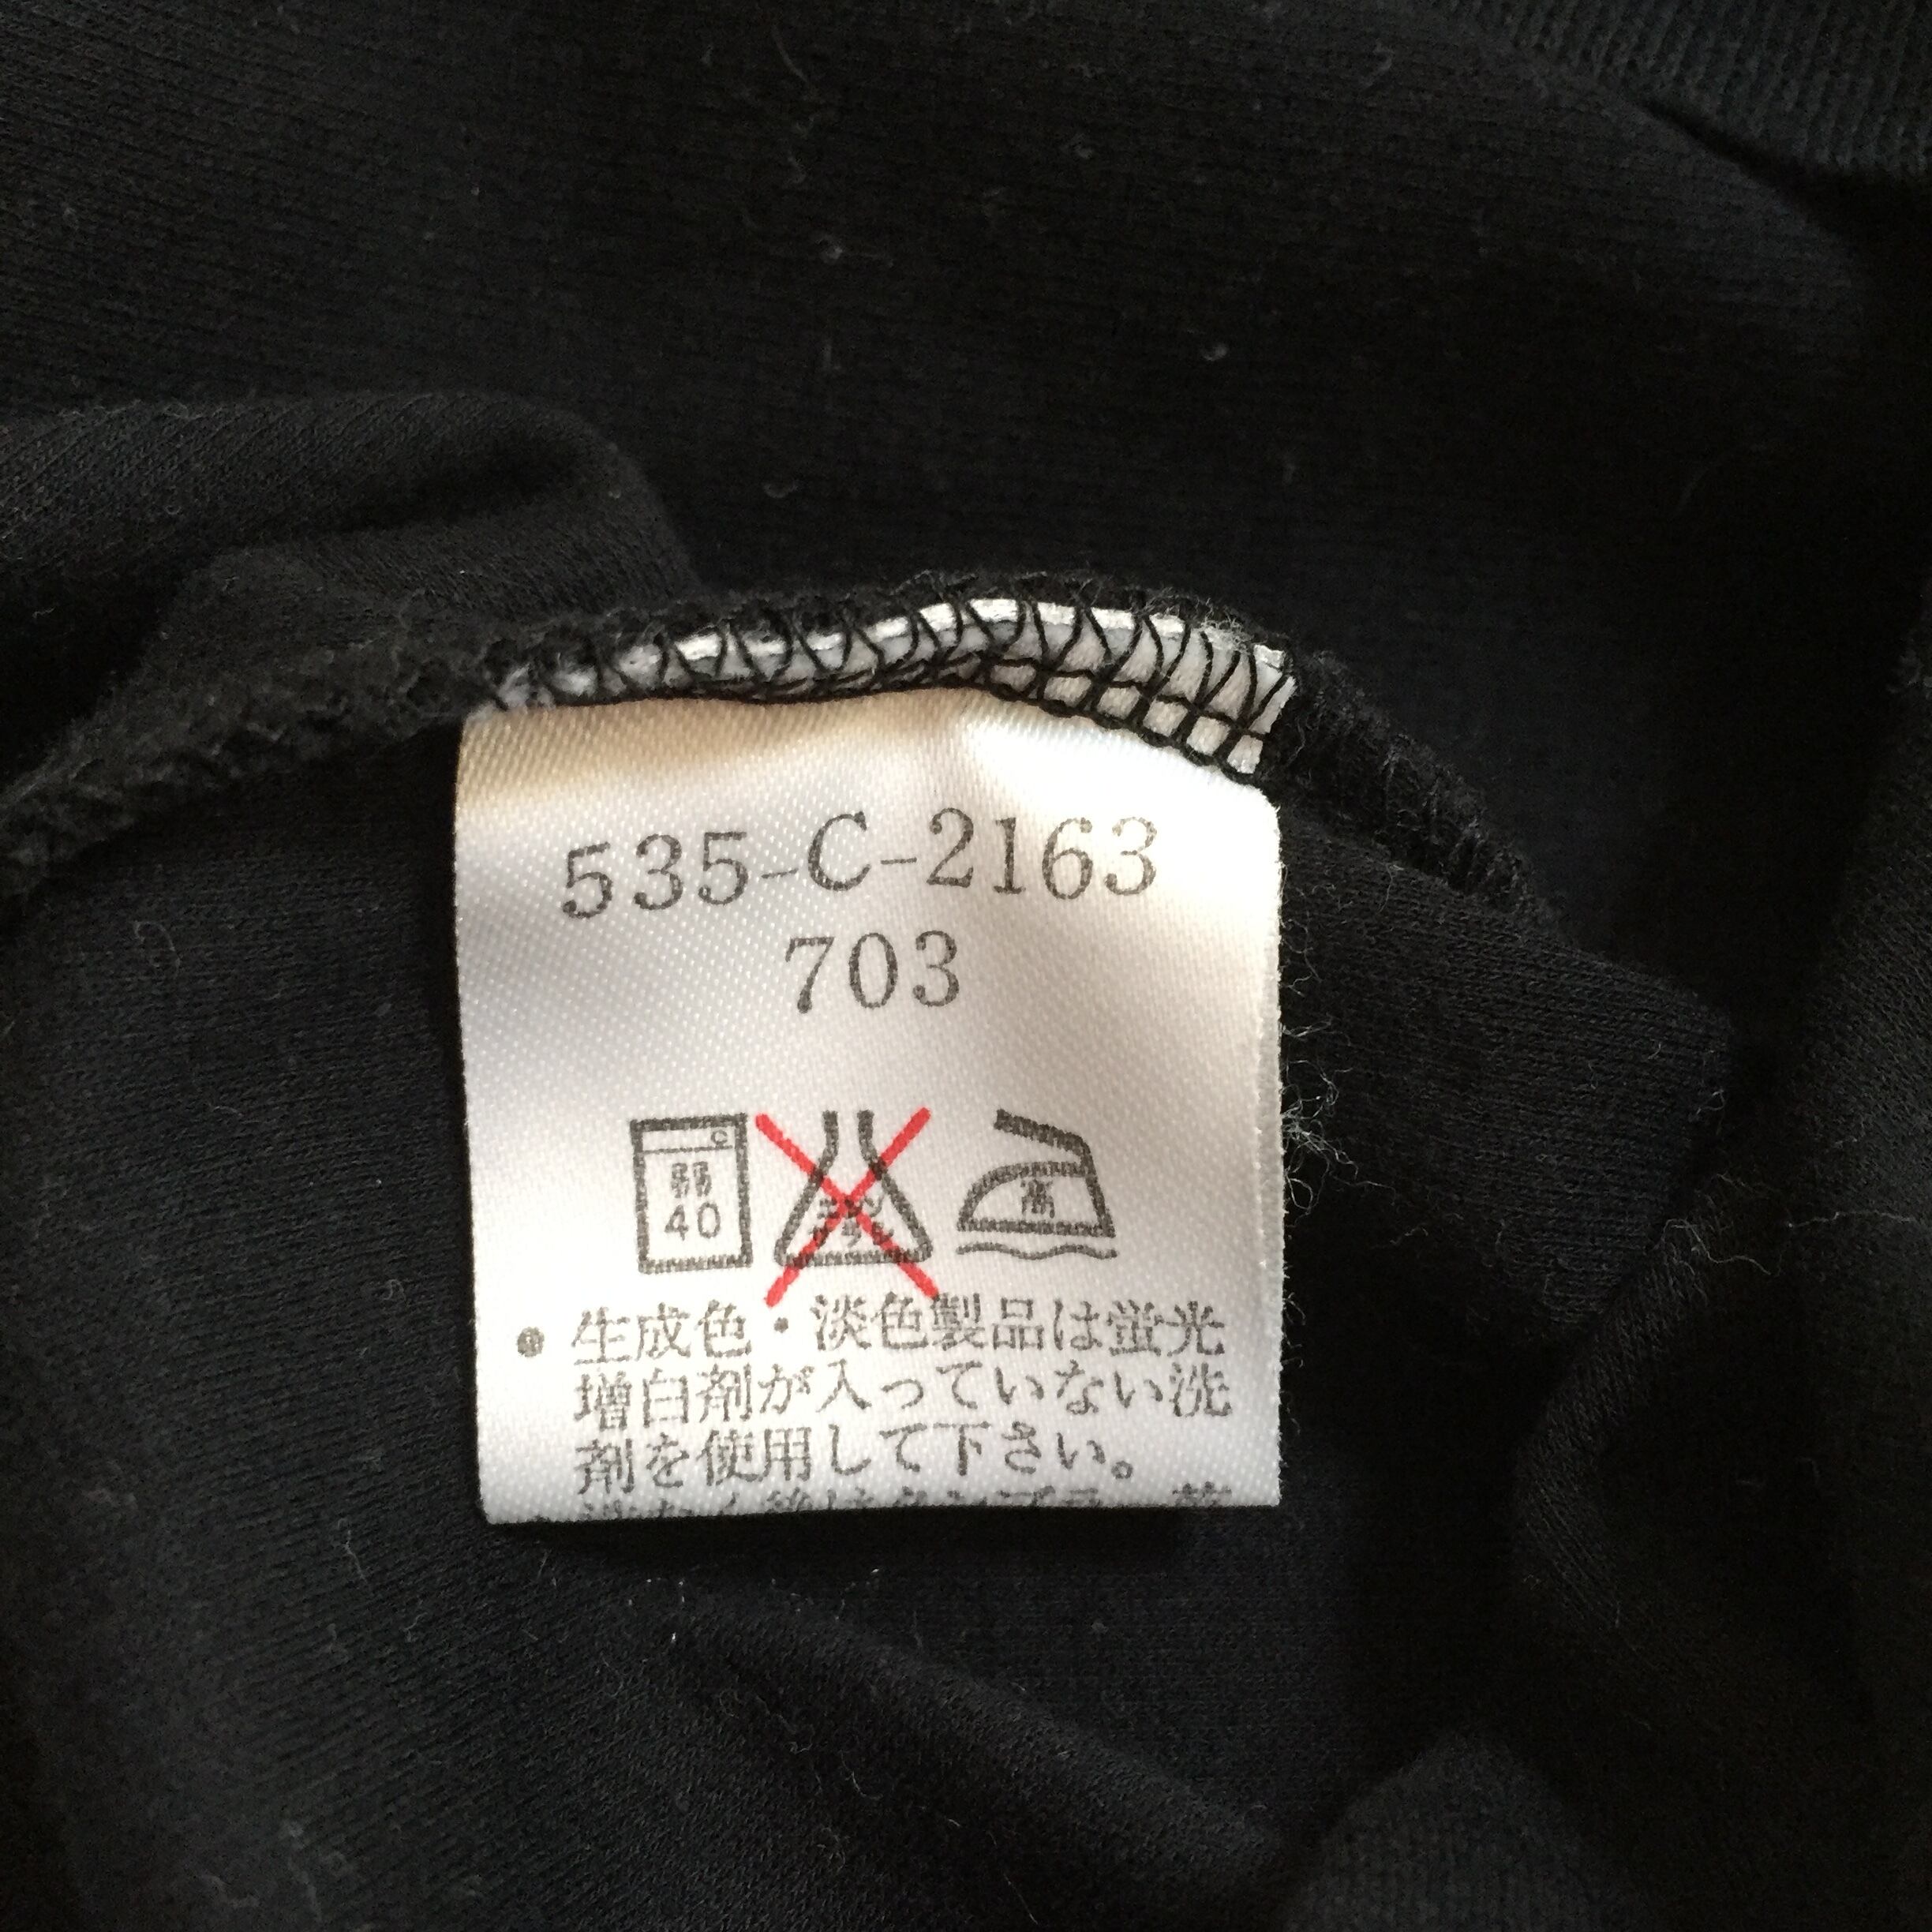 535-C-2163
703
弱
40
高
• 生成色・淡色製品は蛍光
増白剤が入っていない洗
剤を使用して下さい。